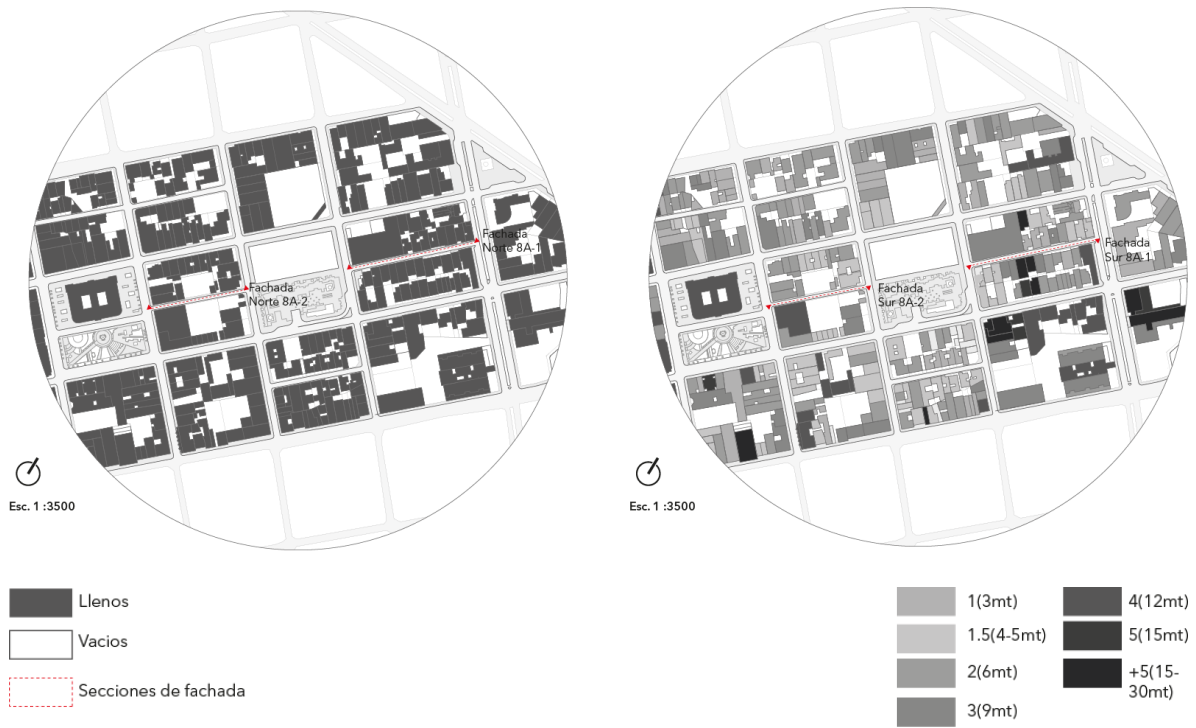 Fachada
Norte 8A-1
Fachada
Norte 8A-2
Esc. 1 :3500
Llenos
Vacios
Secciones de fachada
Fachada
Sur 8A-1
Fachada
Sur 8A-2
Esc. 1 :3500
1(3mt)
1.5(4-5mt)
2(6mt)
3(9mt)
4(12mt)
5(15mt)
+5(15-
30mt)